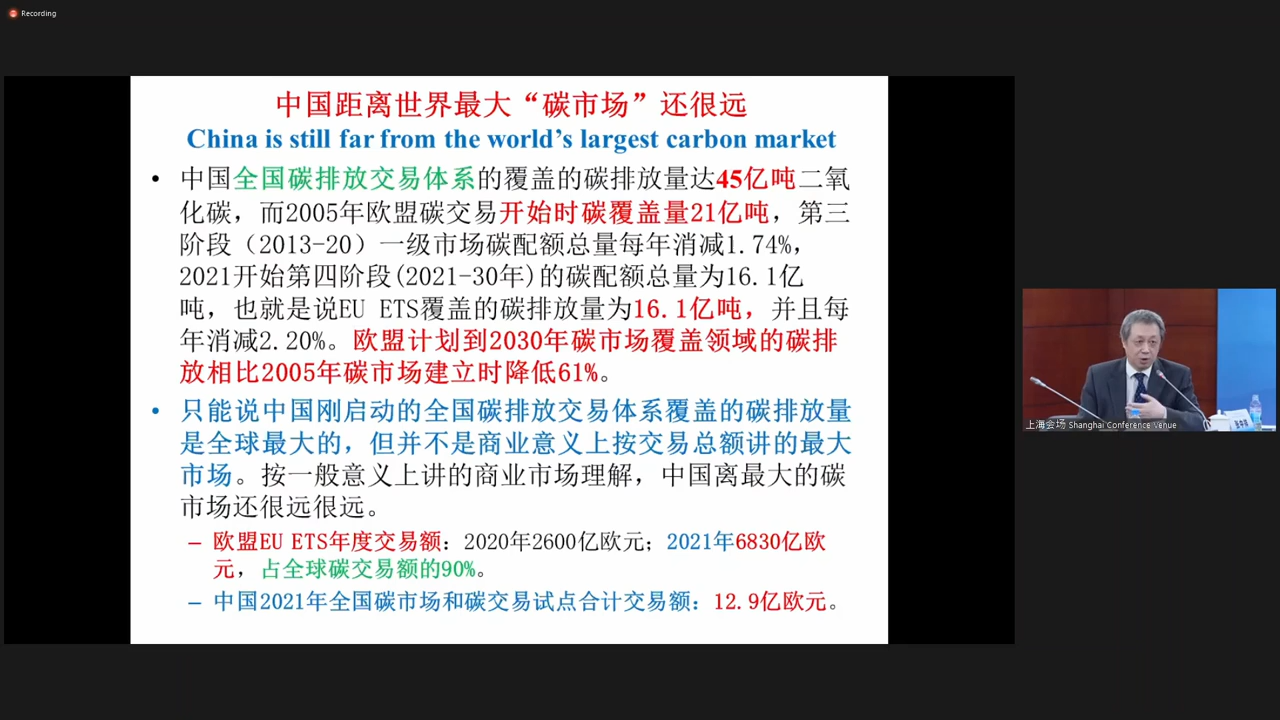 Recording
中国距离世界最大“碳市场”还很远
China is still far from the world’s largest carbon market
• 中国全国碳排放交易体系的覆盖的碳排放量达45亿吨二氧
化碳，而2005年欧盟碳交易开始时碳覆盖量21亿吨，第三
阶段（2013-20）一级市场碳配额总量每年消减1.74%，
2021开始第四阶段(2021-30年)的碳配额总量为16.1亿
吨，也就是说EU ETS覆盖的碳排放量为16.1亿吨，并且每
年消减2.20%。欧盟计划到2030年碳市场覆盖领域的碳排
放相比2005年碳市场建立时降低61%。
• 只能说中国刚启动的全国碳排放交易体系覆盖的碳排放量
是全球最大的，但并不是商业意义上按交易总额讲的最大
市场。按一般意义上讲的商业市场理解，中国离最大的碳
市场还很远很远。
– 欧盟EU ETS年度交易额：2020年2600亿欧元；2021年6830亿欧
元，占全球碳交易额的90%。
– 中国2021年全国碳市场和碳交易试点合计交易额：12.9亿欧元。
上海会场 Shanghai Conference Venue